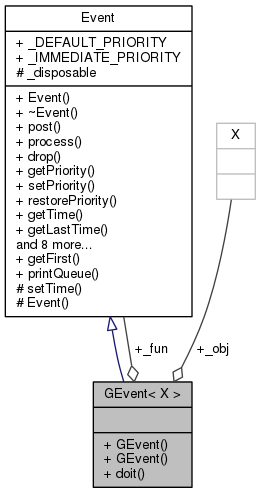 Event
+ _DEFAULT_PRIORITY
+ _IMMEDIATE_PRIORITY
# _disposable
+ Event()
+ ~Event()
+ post()
+ process()
+ drop()
+ getPriority()
+ setPriority()
+ restorePriority()
+ getTime()
+ getLastTime()
and 8 more...
+ getFirst()
+ printQueue()
# setTime()
# Event()
X
+_fun
+_obj
GEvent< X >
+ GEvent()
+ GEvent()
+ doit()